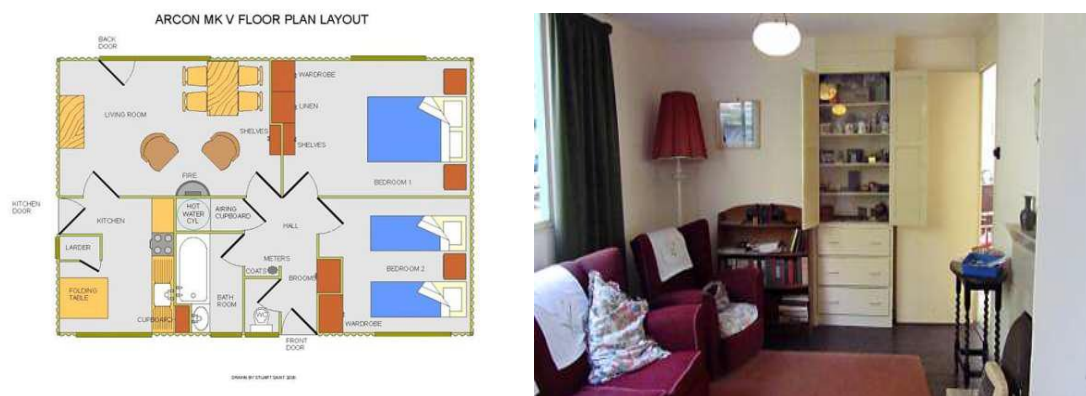 ARCON MK V FLOOR PLAN LAYOUT
BACK
DOOR
WARDROBE
LIVING ROOM
LINEN
SHELVES
SHELVES
FIRE
BEDROOM 1
KITCHEN
DOOR
KITCHEN
HOT
WATER
CYL
AIRING
CUPBOARD
HALL
LARDER
METER'S
COATS
BROOMS
BEDROOM 2
FOLDING
TABLE
BATH
ROOM
WC
CUPBOARD
WARDROBE
FRONT
DOOR